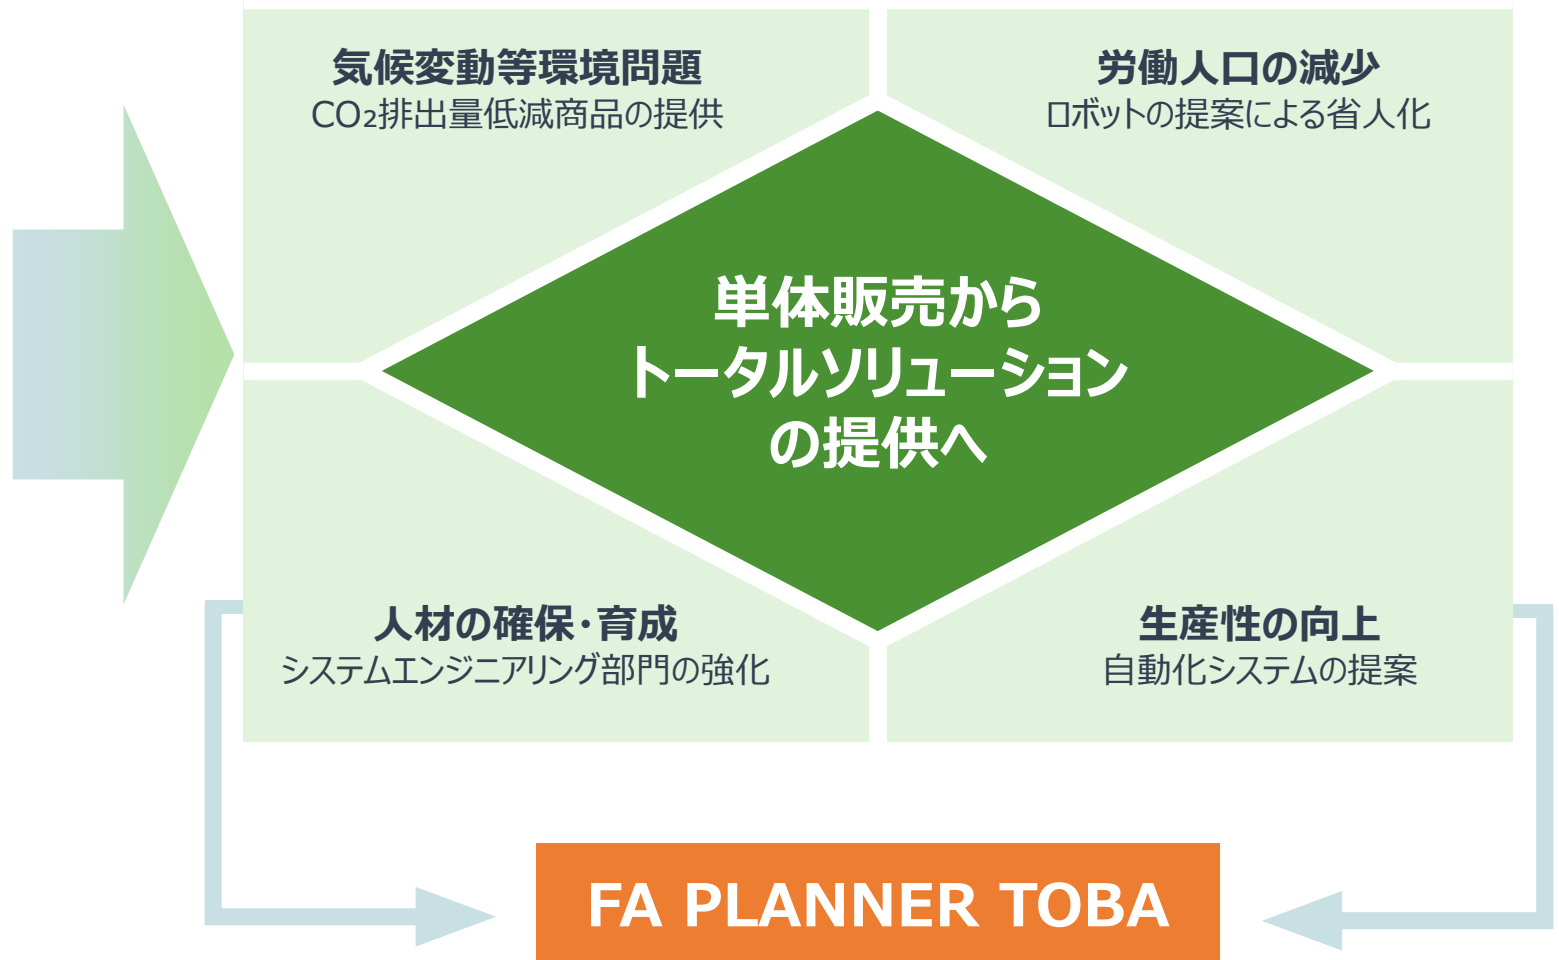 気候変動等環境問題
CO₂排出量低減商品の提供
労働人口の減少
ロボットの提案による省人化
単体販売から
トータルソリューション
の提供へ
人材の確保・育成
システムエンジニアリング部門の強化
生産性の向上
自動化システムの提案
FA PLANNER TOBA